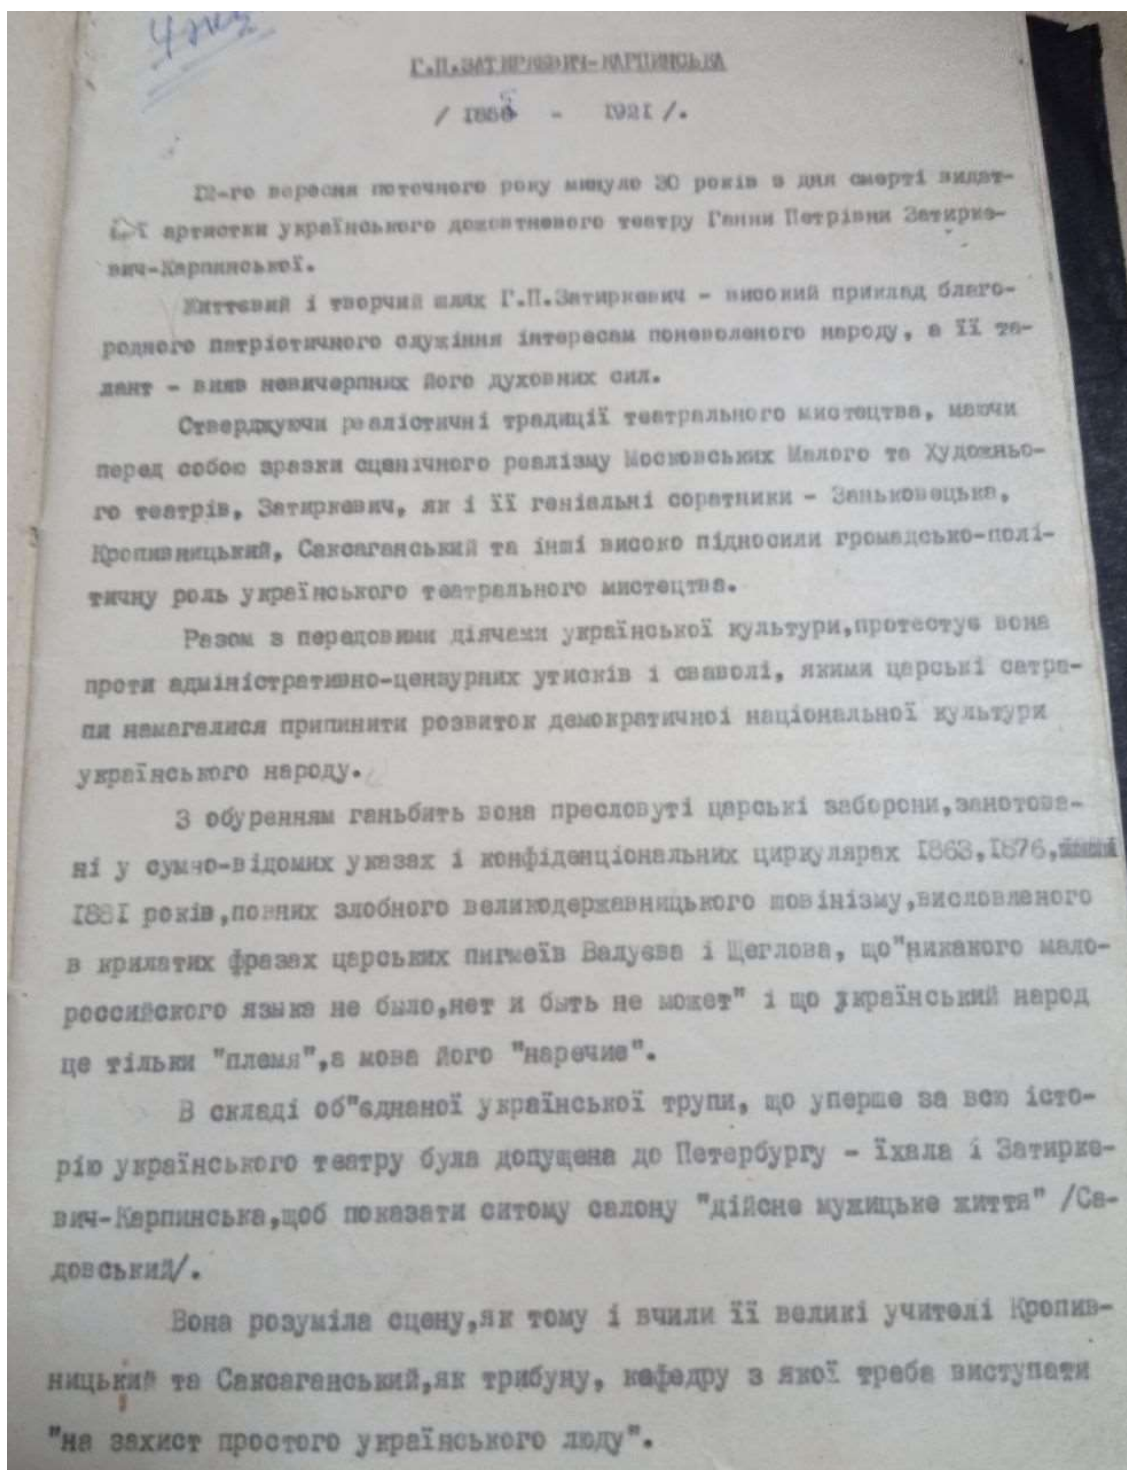 Г.П.ЗАТИРКЕВИЧ-КАРПИНСЬКА
/ 1855 - 1921 /.
12-го вересня поточного року минуло 30 років з дня смерті видат-
артистки українського дожовтневого театру Ганни Петрівни Затирке-
вич-Карпинської.
Життєвий і творчий шлях Г.П.Затиркевич - високий приклад благо-
родного патріотичного служіння інтересам поневоленого народу, а її та-
лант - вияв невичерпних його духовних сил.
Стверджуючи реалістичні традиції театрального мистецтва, маючи
перед собою зразки сценічного реалізму Московських Малого та Художньо-
го театрів, Затиркевич, як і її геніальні соратники - Заньковецька,
Кропивницький, Саксаганський та інші високо підносили громадсько-полі-
тичну роль українського театрального мистецтва.
Разом з передовими діячами української культури,протестує вона
проти адміністративно-цензурних утисків і сваволі, якими царські сатра-
пи намагалися припинити розвиток демократичноі національної культури
українського народу.
З обуренням ганьбить вона пресловуті царські заборони,занотова-
ні у сумно-відомих указах і конфіденціональних циркулярах 1863,1876,
1881 років,повних злобного великодержавницького шовінізму,висловленого
в крилатих фразах царських пигмеїв Валуєва і Щеглова, що"никакого мало-
российского языка не было,нет и быть не может" і що український народ
це тільки "племя",а мова його "наречие".
В складі об"єднаної української трупи, що уперше за всю істо-
рію українського театру була допущена до Петербургу - їхала і Затирке-
вич-Карпинська,щоб показати ситому салону "дійсне мужицьке життя" /Са-
довський/.
Вона розуміла сцену,як тому і вчили її великі учителі Кропив-
ницький та Саксаганський,як трибуну, кафедру з якої треба виступати
"на захист простого українського люду".